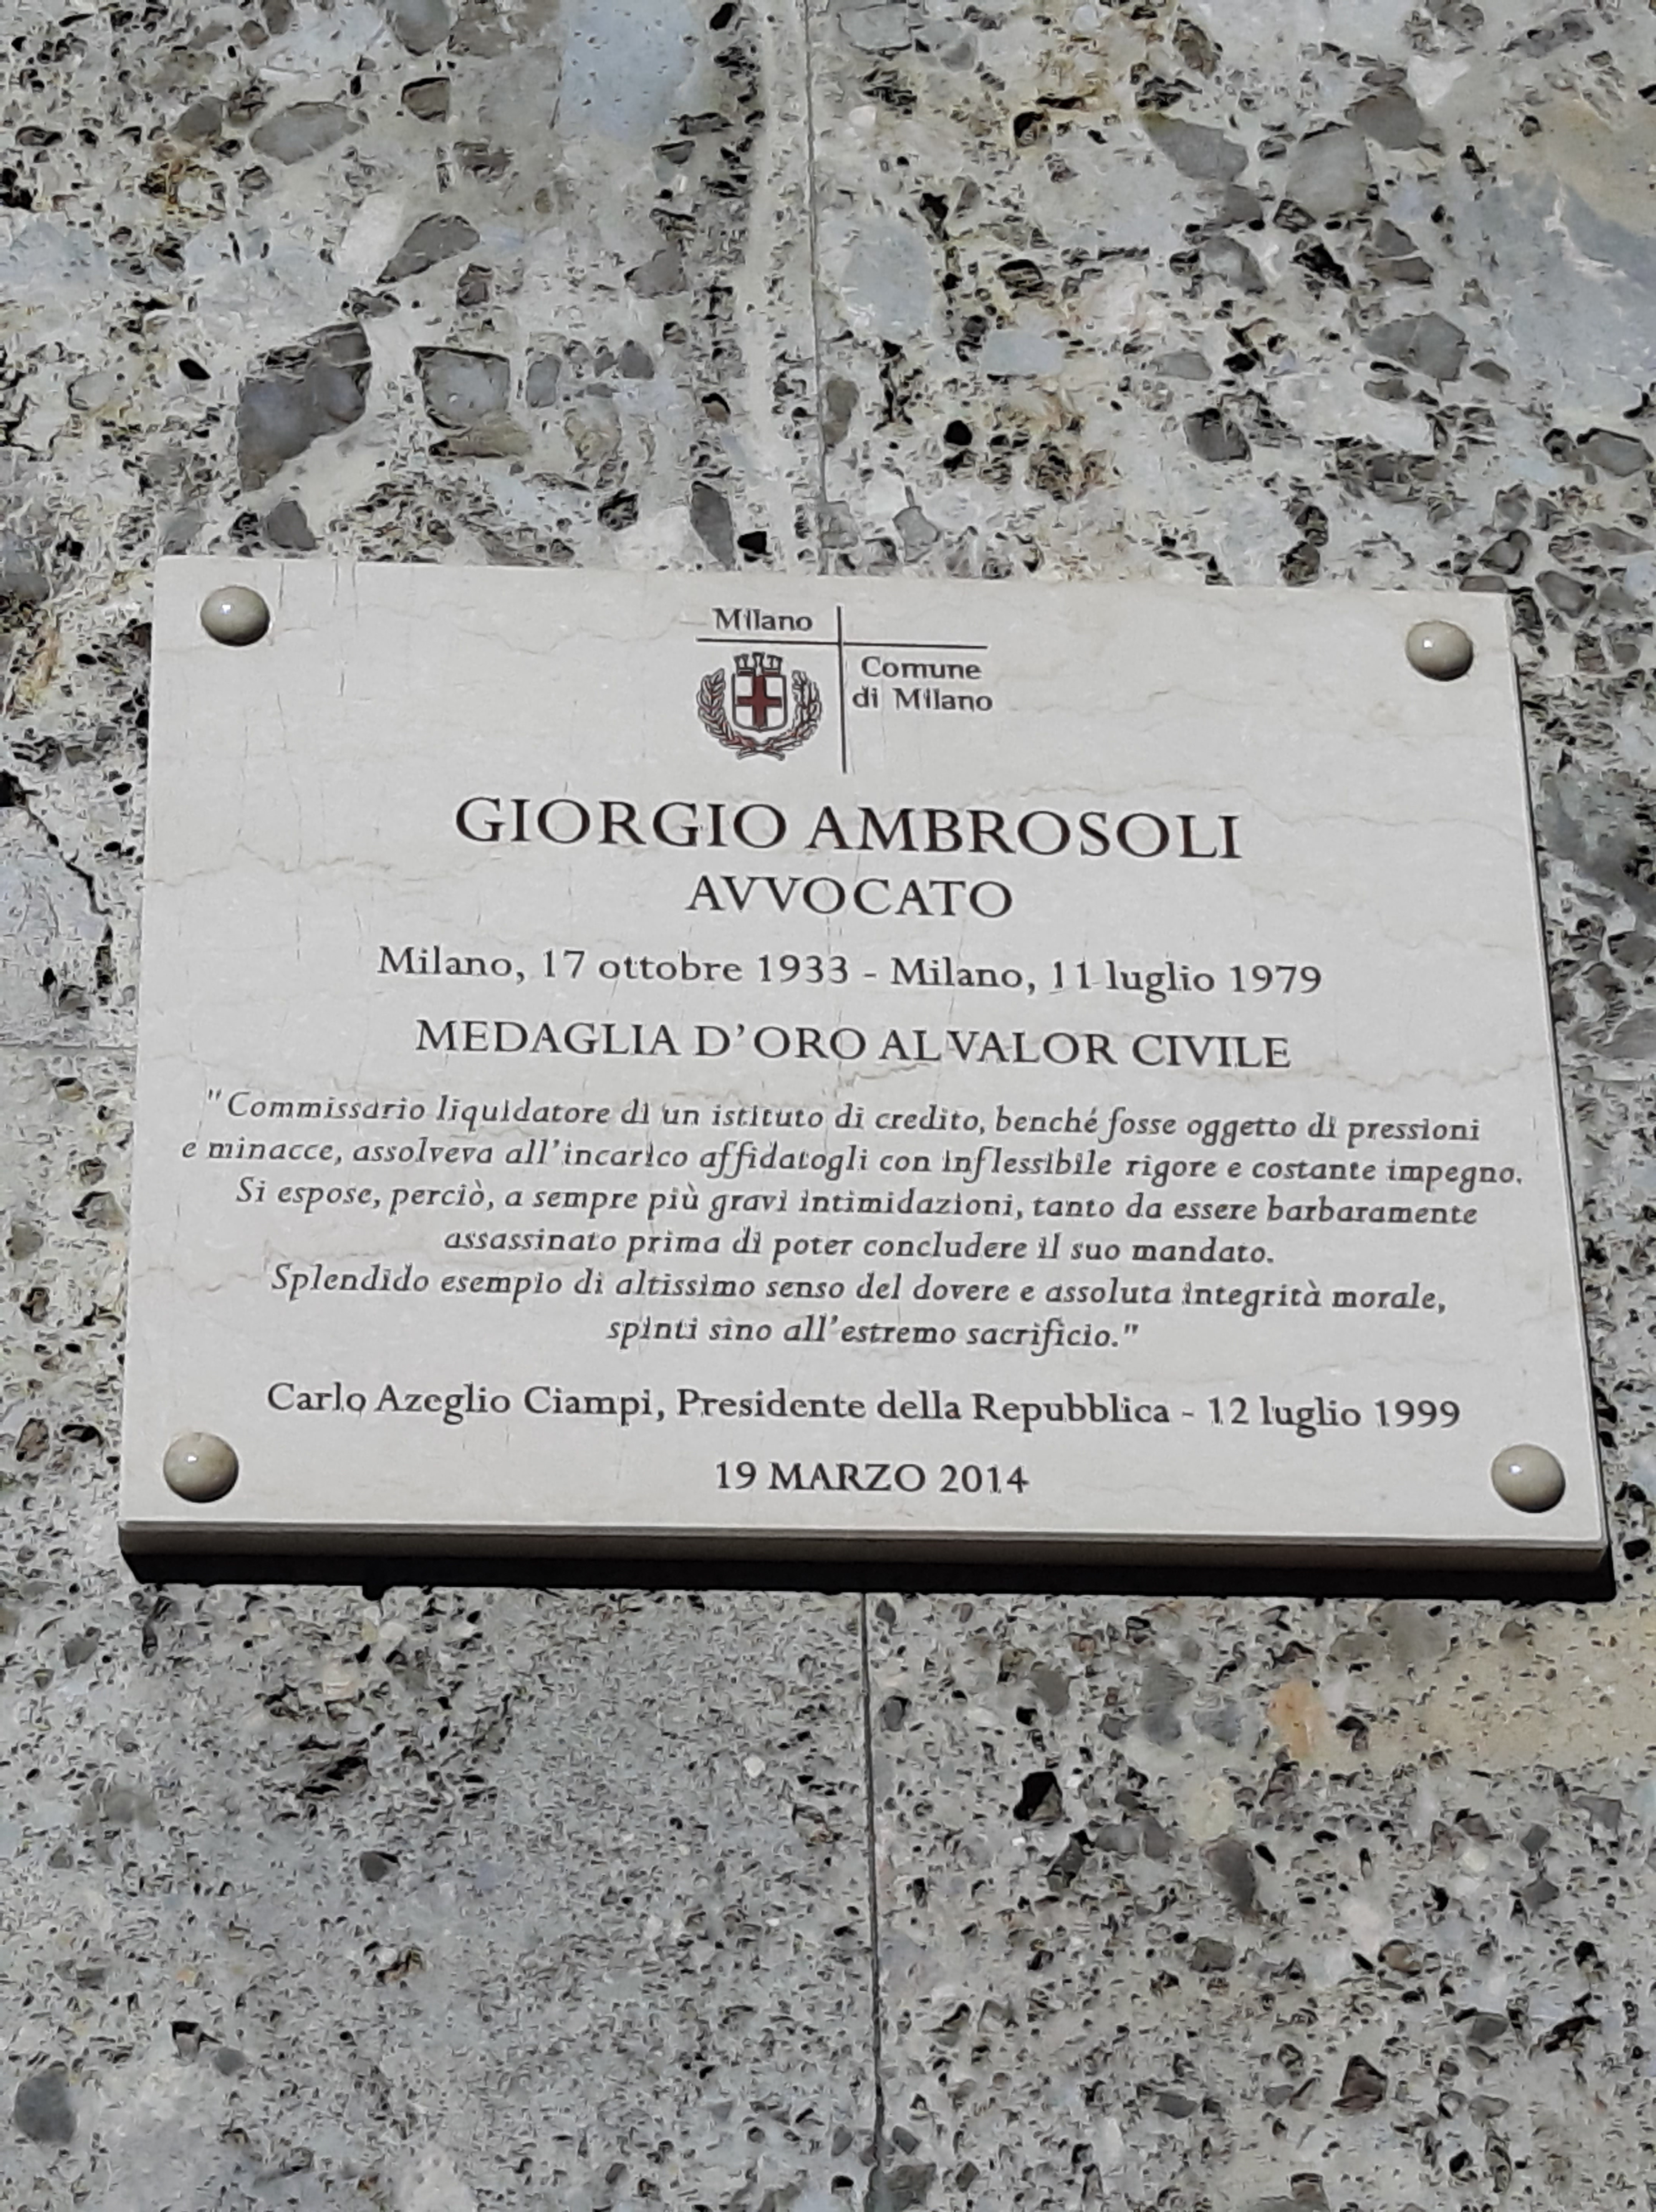 Milano
Comune
di Milano
GIORGIO AMBROSOLI
AVVOCATO
Milano, 17 ottobre 1933 - Milano, 11 luglio 1979
MEDAGLIA D'ORO AL VALOR CIVILE
"Commissario liquidatore di un istituto di credito, benché fosse oggetto di pressioni
e minacce, assolveva all'incarico affidatogli con inflessibile rigore e costante impegno.
Si espose, perciò, a sempre più gravi intimidazioni, tanto da essere barbaramente
assassinato prima di poter concludere il suo mandato.
Splendido esempio di altissimo senso del dovere e assoluta integrità morale,
spinti sino all'estremo sacrificio."
Carlo Azeglio Ciampi, Presidente della Repubblica - 12 luglio 1999
19 MARZO 2014